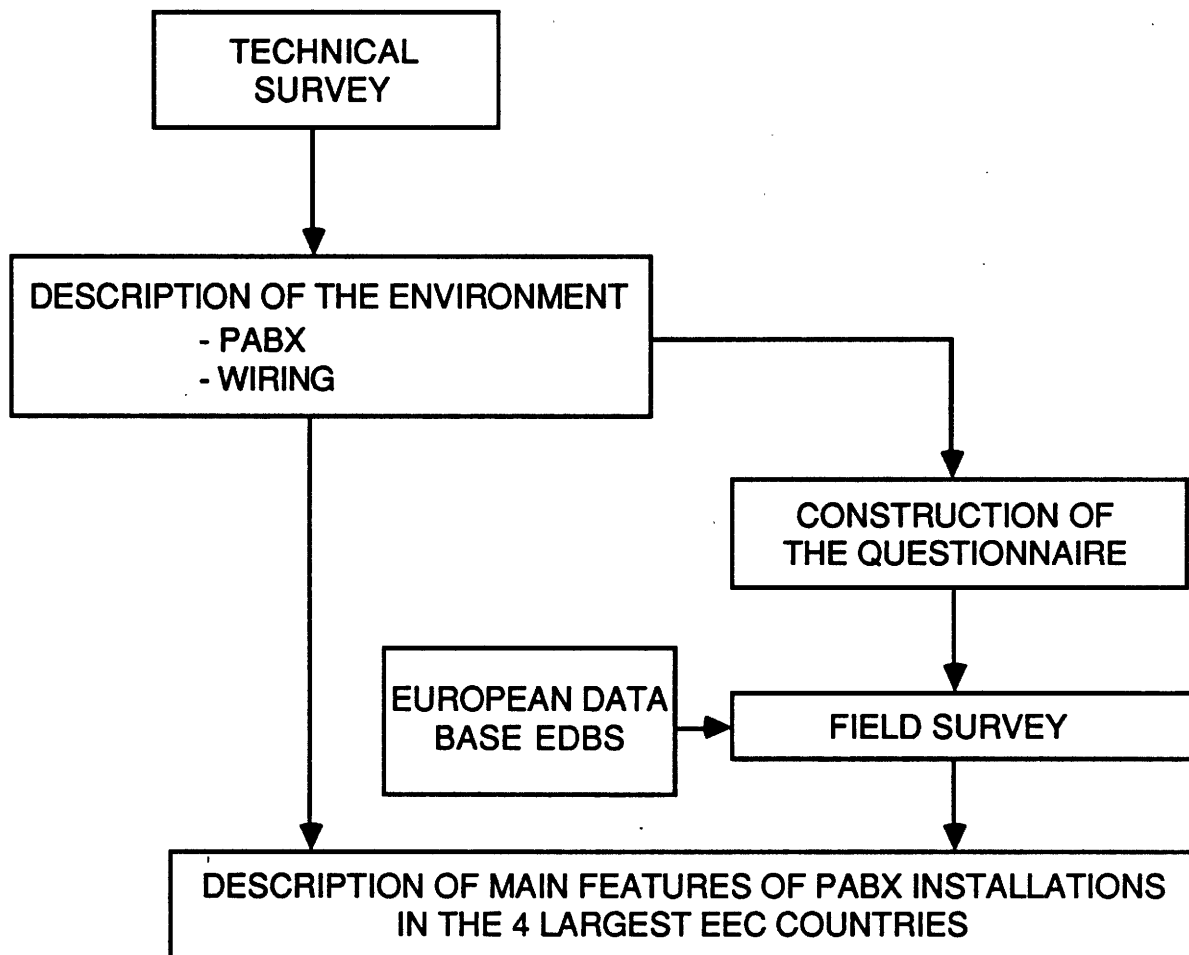 TECHNICAL
SURVEY
DESCRIPTION OF THE ENVIRONMENT
- PABX
- WIRING
CONSTRUCTION OF
THE QUESTIONNAIRE
EUROPEAN DATA
BASE EDBS
FIELD SURVEY
DESCRIPTION OF MAIN FEATURES OF PABX INSTALLATIONS
IN THE 4 LARGEST EEC COUNTRIES